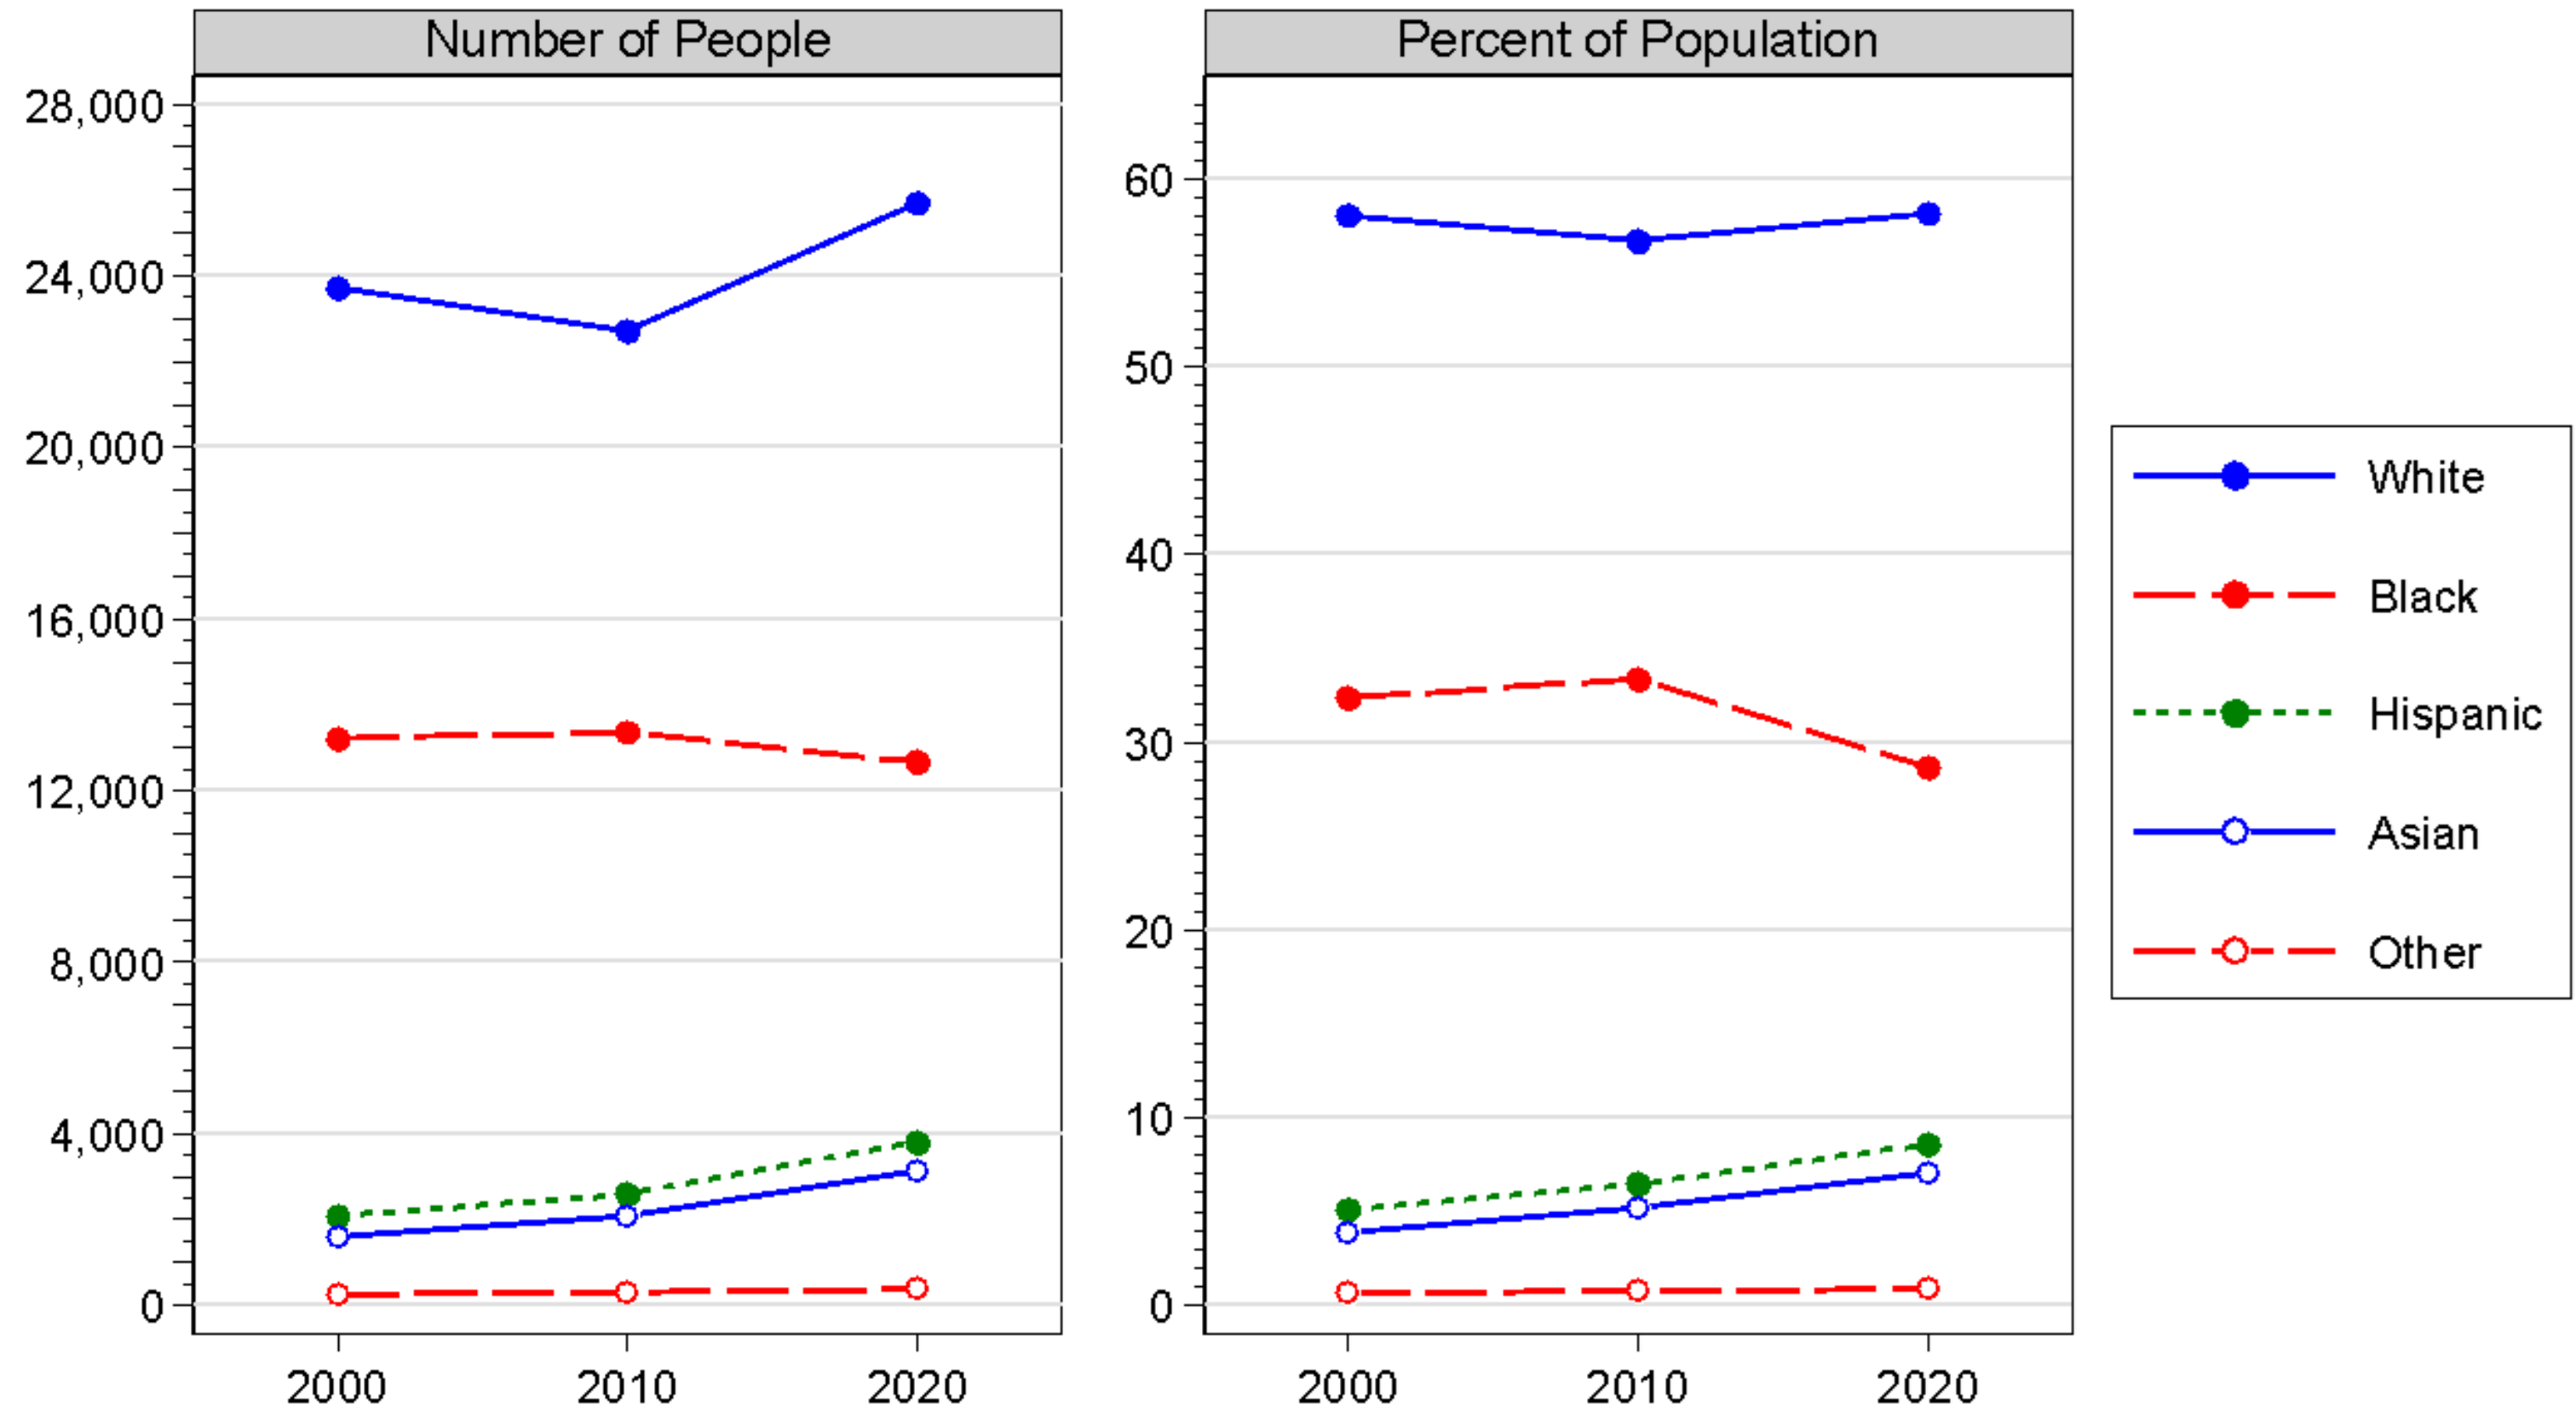 Number of People
28,000
24,000
20,000
16,000
12,000
8,000
4,000
0
2000 2010 2020
Percent of Population
60
50
40
30
20
10
0
2000 2010 2020
White
Black
Hispanic
Asian
Other